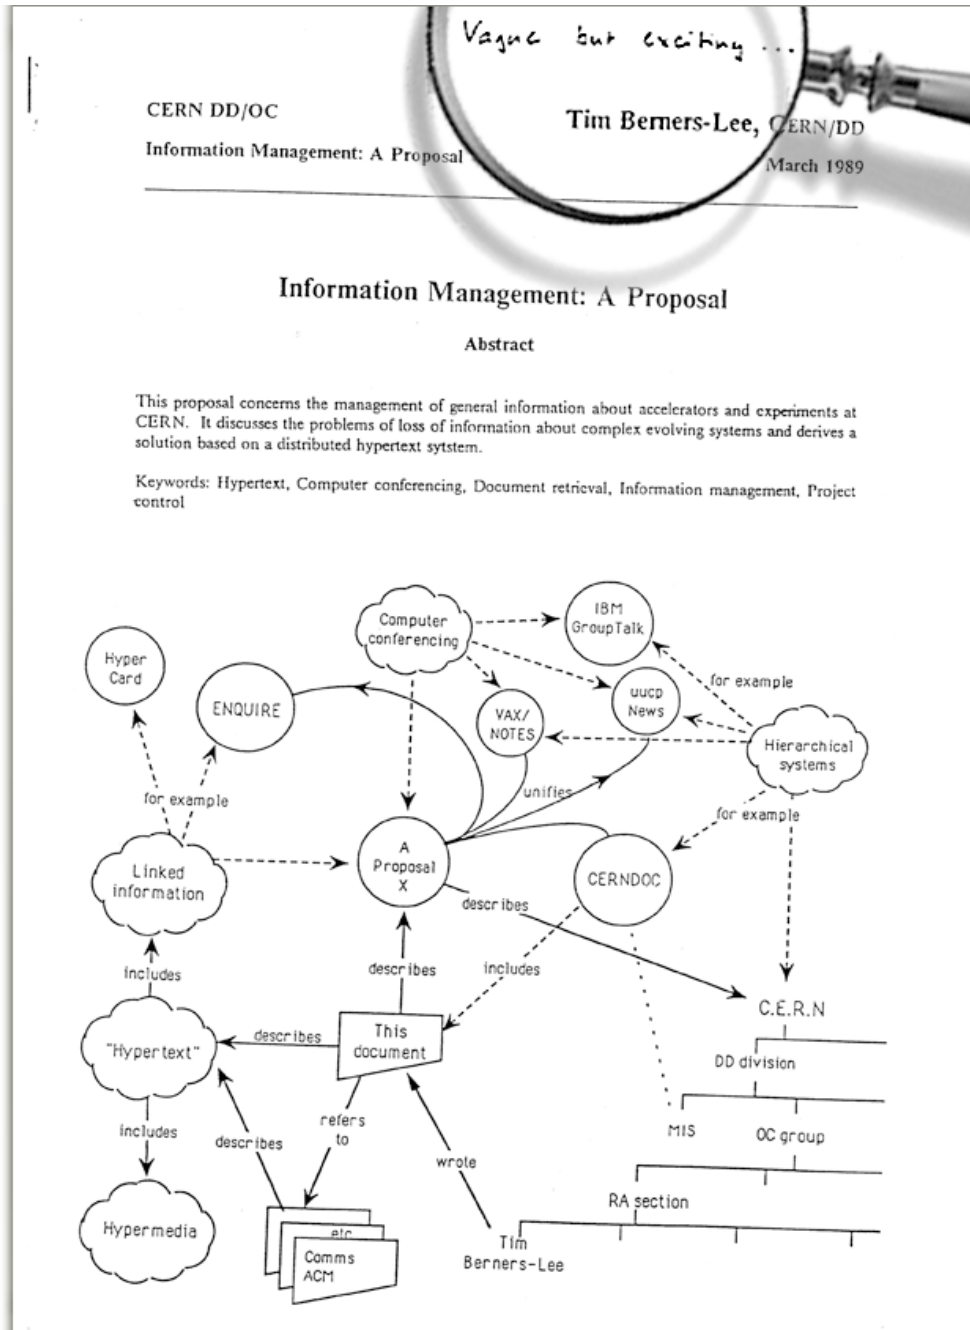 Vague but exciting ...
CERN DD/OC
Tim Berners-Lee, CERN/DD
Information Management: A Proposal
March 1989
Information Management: A Proposal
Abstract
This proposal concerns the management of general information about accelerators and experiments at
CERN. It discusses the problems of loss of information about complex evolving systems and derives a
solution based on a distributed hypertext sytstem.
Keywords: Hypertext, Computer conferencing, Document retrieval, Information management, Project
control
Computer
conferencing
IBM
GroupTalk
Hyper
Card
ENQUIRE
VAX/
NOTES
uucp
News
for example
Hierarchical
systems
for example
unifies
for example
A
Proposal
X
Linked
information
CERNDOC
describes
includes
describes
includes
C.E.R.N
"Hypertext"
describes
This
document
DD division
includes
describes
refers
to
wrote
MIS
OC group
RA section
Hypermedia
etc
Comms
ACM
Tim
Berners-Lee